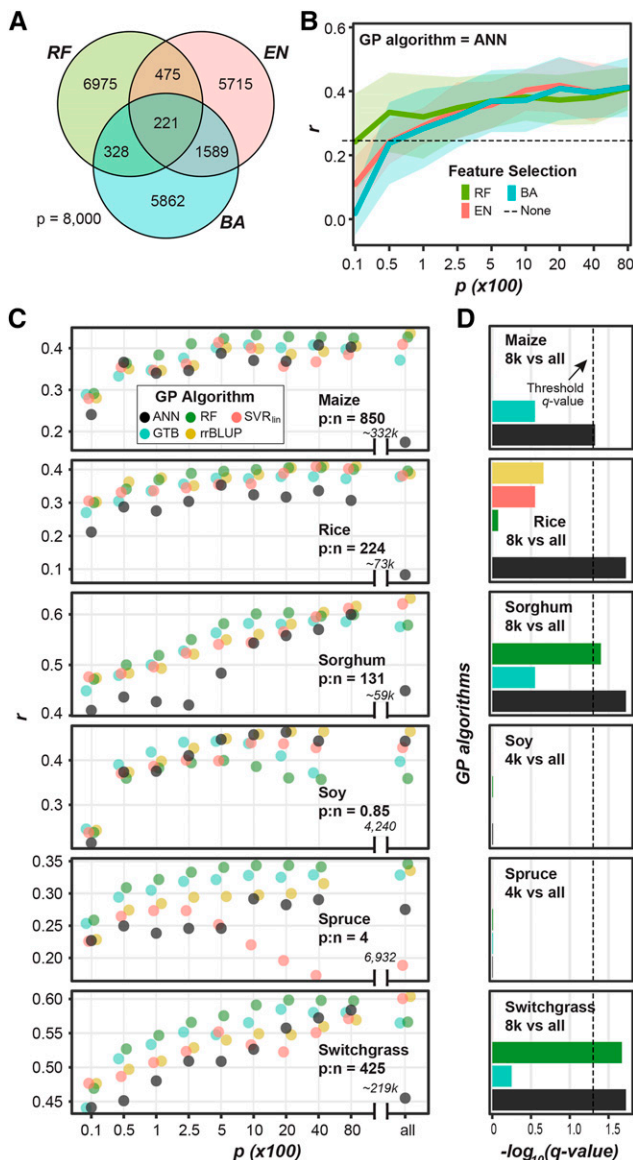 A
RF
EN
6975
475
5715
221
328
1589
5862
p = 8,000
BA
B
GP algorithm = ANN
r
0.4
0.2
0.0
Feature Selection
RF
BA
EN
None
0.1 0.5 1 2.5 5 10 20 40 80
p (x100)
C
r
0.4
0.3
0.2
GP Algorithm
ANN RF SVRlin
GTB rrBLUP
Maize
p:n = 850
~332k
0.4
0.3
0.2
0.1
Rice
p:n = 224
~73k
0.6
0.5
0.4
Sorghum
p:n = 131
~59k
0.4
0.3
Soy
p:n = 0.85
4,240
0.35
0.30
0.25
0.20
Spruce
p:n = 4
6,932
0.60
0.55
0.50
0.45
Switchgrass
p:n = 425
~219k
0.1 0.5 1 2.5 5 10 20 40 80 all
p (x100)
D
GP algorithms
Maize
8k vs all
Threshold
q-value
Rice
8k vs all
Sorghum
8k vs all
Soy
4k vs all
Spruce
4k vs all
Switchgrass
8k vs all
0.0 0.5 1.0 1.5
-log10(q-value)